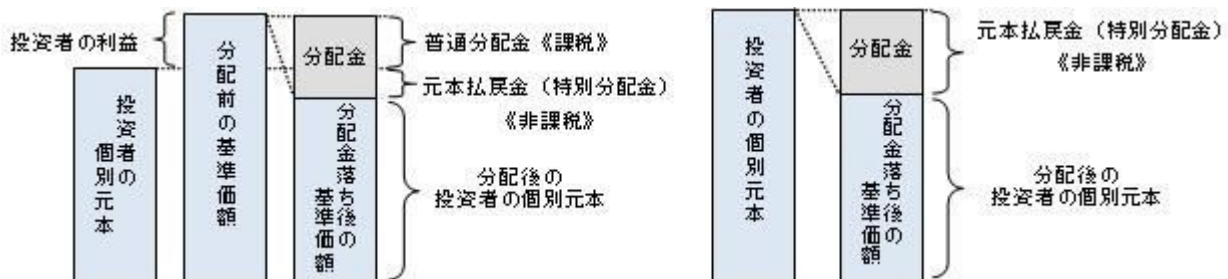 投資者の利益
投資者の
個別元本
分配前の基準価額
分配金
分配金落ち後の
基準価額
普通分配金《課税》
元本払戻金（特別分配金）
《非課税》
分配後の
投資者の個別元本
投資者の個別元本
分配金
分配金落ち後の
基準価額
元本払戻金（特別分配金）
《非課税》
分配後の
投資者の個別元本